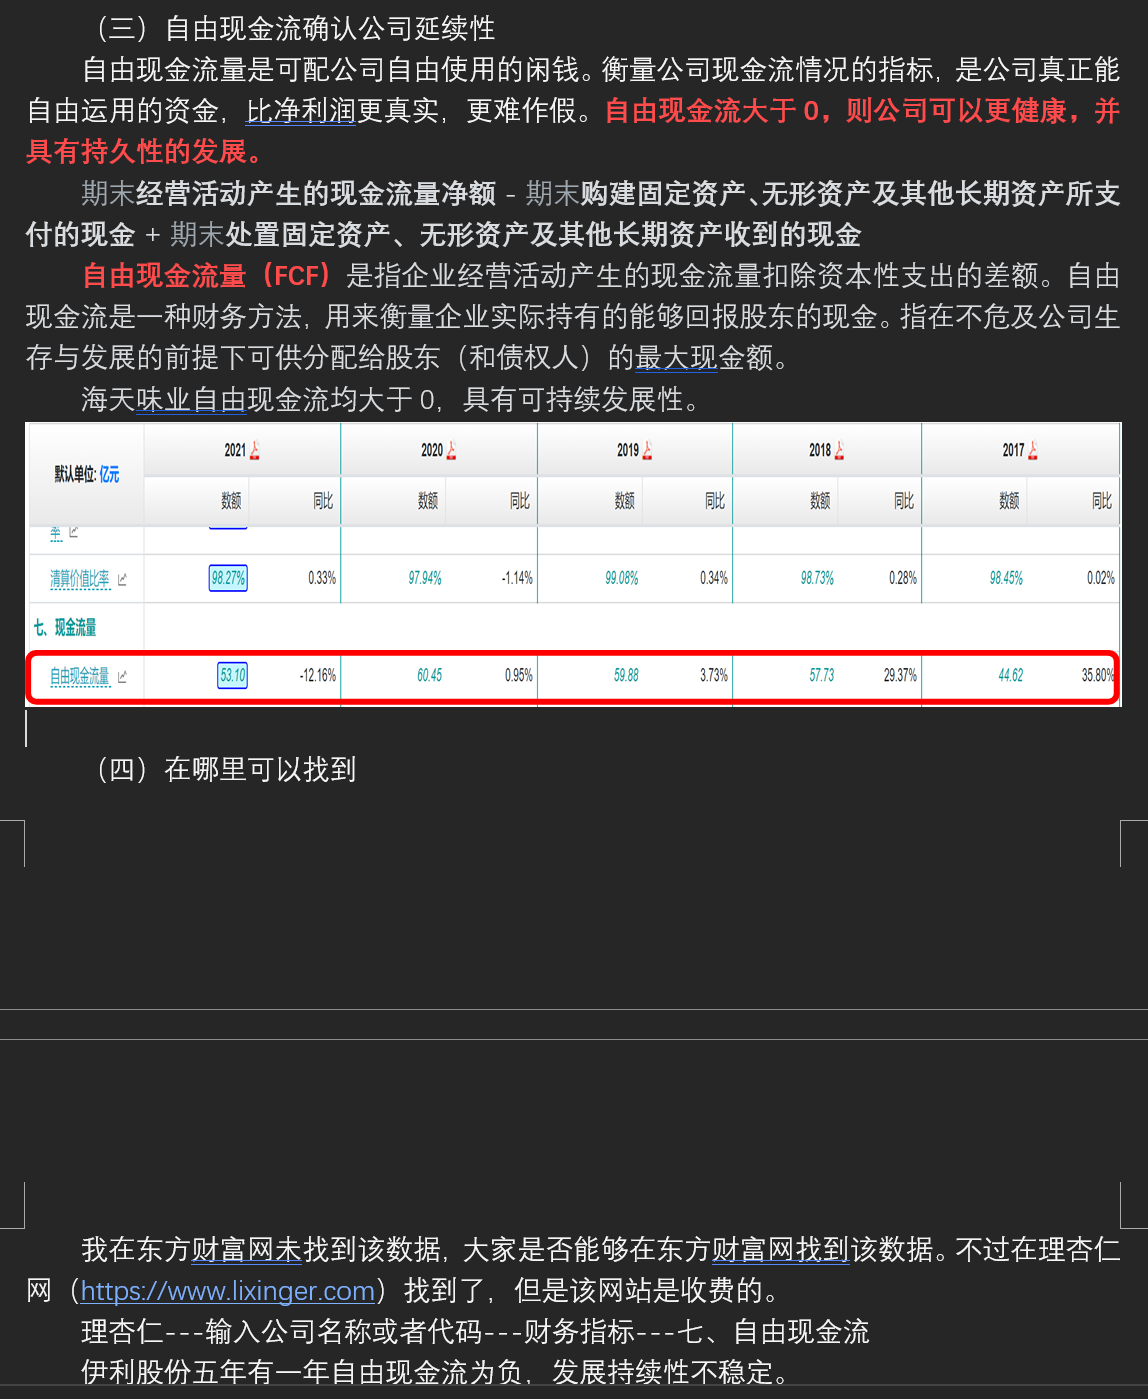 （三）自由现金流确认公司延续性
自由现金流量是可配公司自由使用的闲钱。衡量公司现金流情况的指标，是公司真正能
自由运用的资金，比净利润更真实，更难作假。自由现金流大于 0，则公司可以更健康，并
具有持久性的发展。
期末经营活动产生的现金流量净额 - 期末购建固定资产、无形资产及其他长期资产所支
付的现金 + 期末处置固定资产、无形资产及其他长期资产收到的现金
自由现金流量（FCF）是指企业经营活动产生的现金流量扣除资本性支出的差额。自由
现金流是一种财务方法，用来衡量企业实际持有的能够回报股东的现金。指在不危及公司生
存与发展的前提下可供分配给股东（和债权人）的最大现金额。
海天味业自由现金流均大于 0，具有可持续发展性。
默认单位: 亿元 2021 2020 2019 2018 2017
数额 同比 数额 同比 数额 同比 数额 同比 数额 同比
率
清算价值比率 98.27% 0.33% 97.94% -1.14% 99.08% 0.34% 98.73% 0.28% 98.45% 0.02%
七、现金流量
自由现金流量 53.10 -12.16% 60.45 0.95% 59.88 3.73% 57.73 29.37% 44.62 35.80%
（四）在哪里可以找到
我在东方财富网未找到该数据，大家是否能够在东方财富网找到该数据。不过在理杏仁
网（https://www.lixinger.com）找到了，但是该网站是收费的。
理杏仁---输入公司名称或者代码---财务指标---七、自由现金流
伊利股份五年有一年自由现金流为负，发展持续性不稳定。